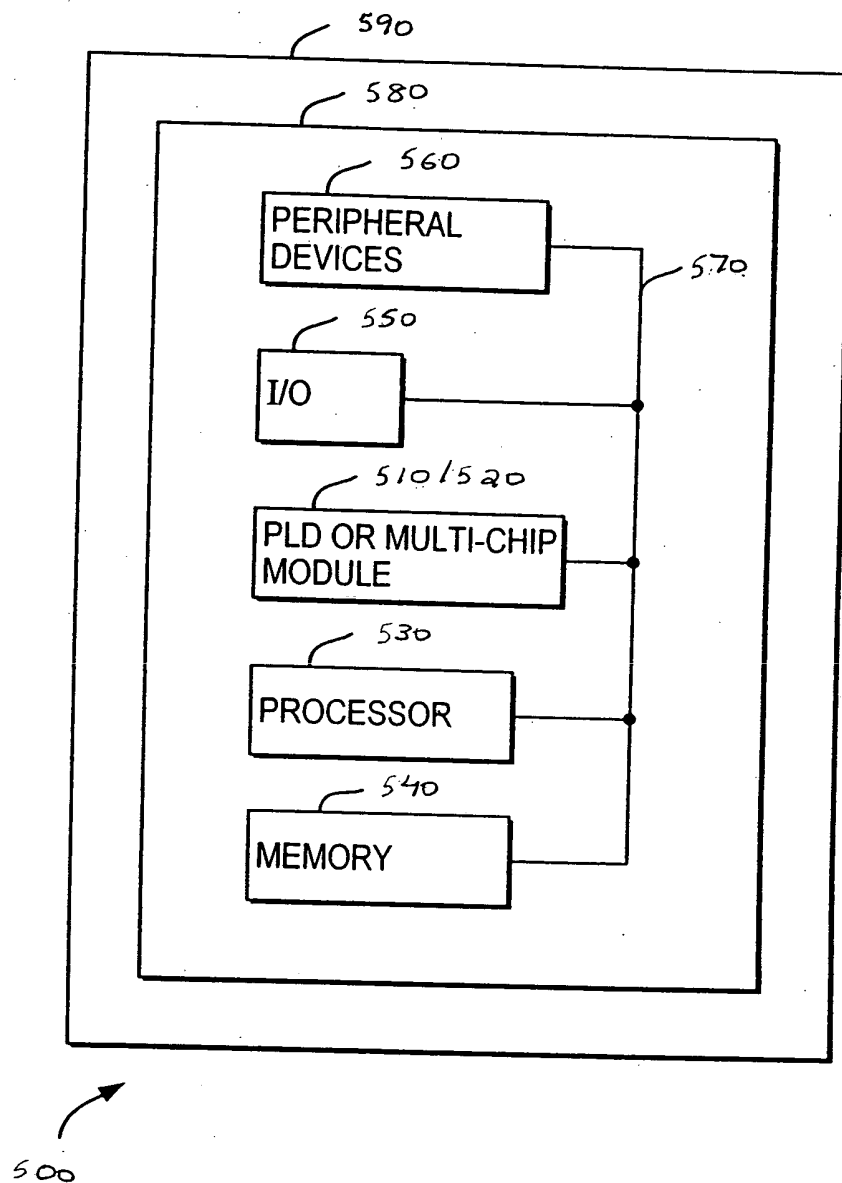 590
580
560
PERIPHERAL
DEVICES
570
550
I/O
510/520
PLD OR MULTI-CHIP
MODULE
530
PROCESSOR
540
MEMORY
500